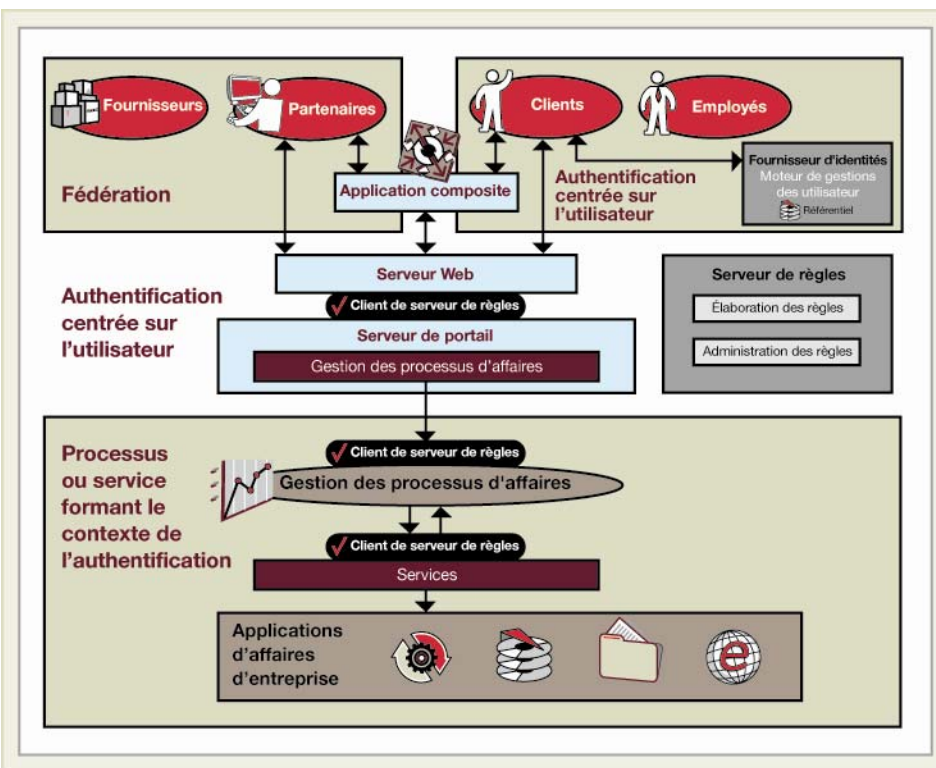 Fournisseurs
Partenaires
Clients
Employés
Fédération
Application composite
Authentification
centrée sur
l'utilisateur
Fournisseur d'identités
Moteur de gestions
des utilisateur
Référentiel
Authentification
centrée sur
l'utilisateur
Serveur Web
Client de serveur de règles
Serveur de portail
Gestion des processus d'affaires
Serveur de règles
Élaboration des règles
Administration des règles
Processus
ou service
formant le
contexte de
l'authentification
Client de serveur de règles
Gestion des processus d'affaires
Client de serveur de règles
Services
Applications
d'affaires
d'entreprise
e